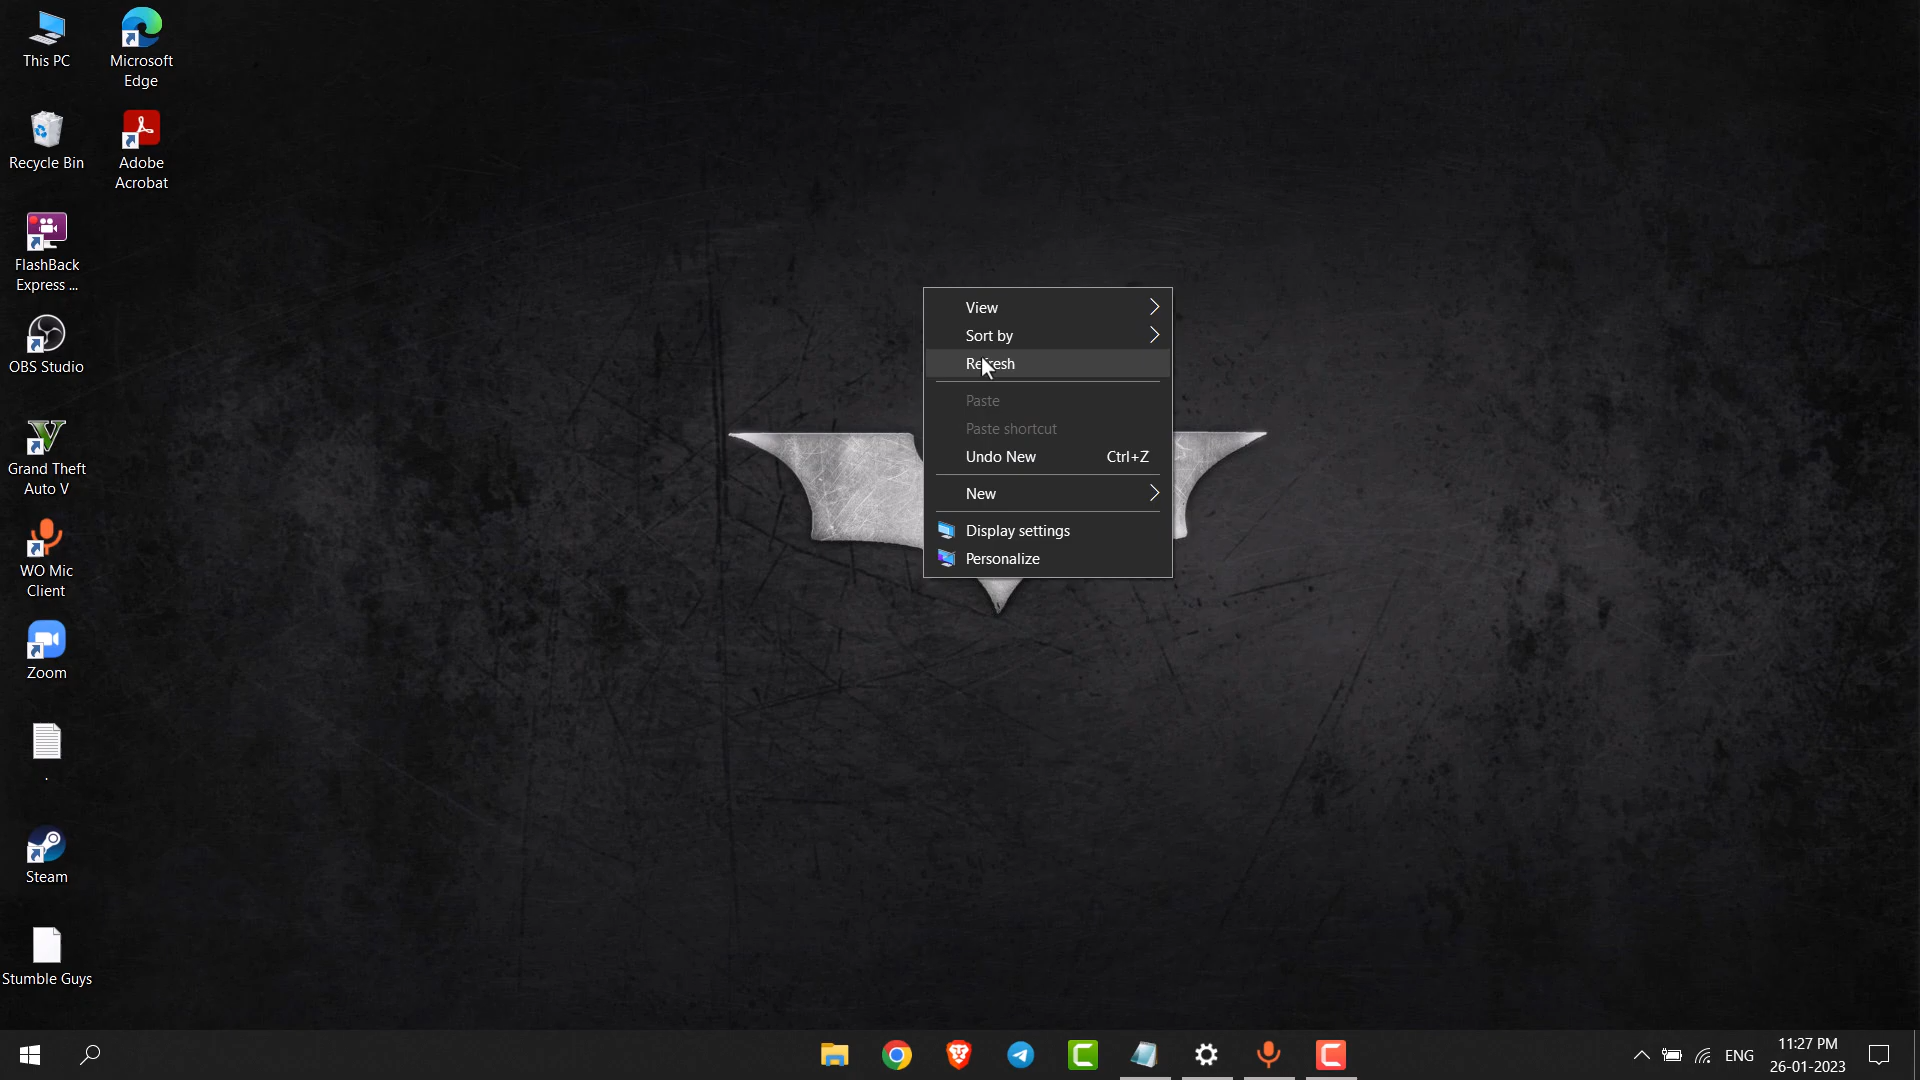 This PC
Microsoft
Edge
Recycle Bin
Adobe
Acrobat
FlashBack
Express ...
OBS Studio
Grand Theft
Auto V
WO Mic
Client
Zoom
.
Steam
Stumble Guys
View
Sort by
Refresh
Paste
Paste shortcut
Undo New Ctrl+Z
New
Display settings
Personalize
ENG
11:27 PM
26-01-2023